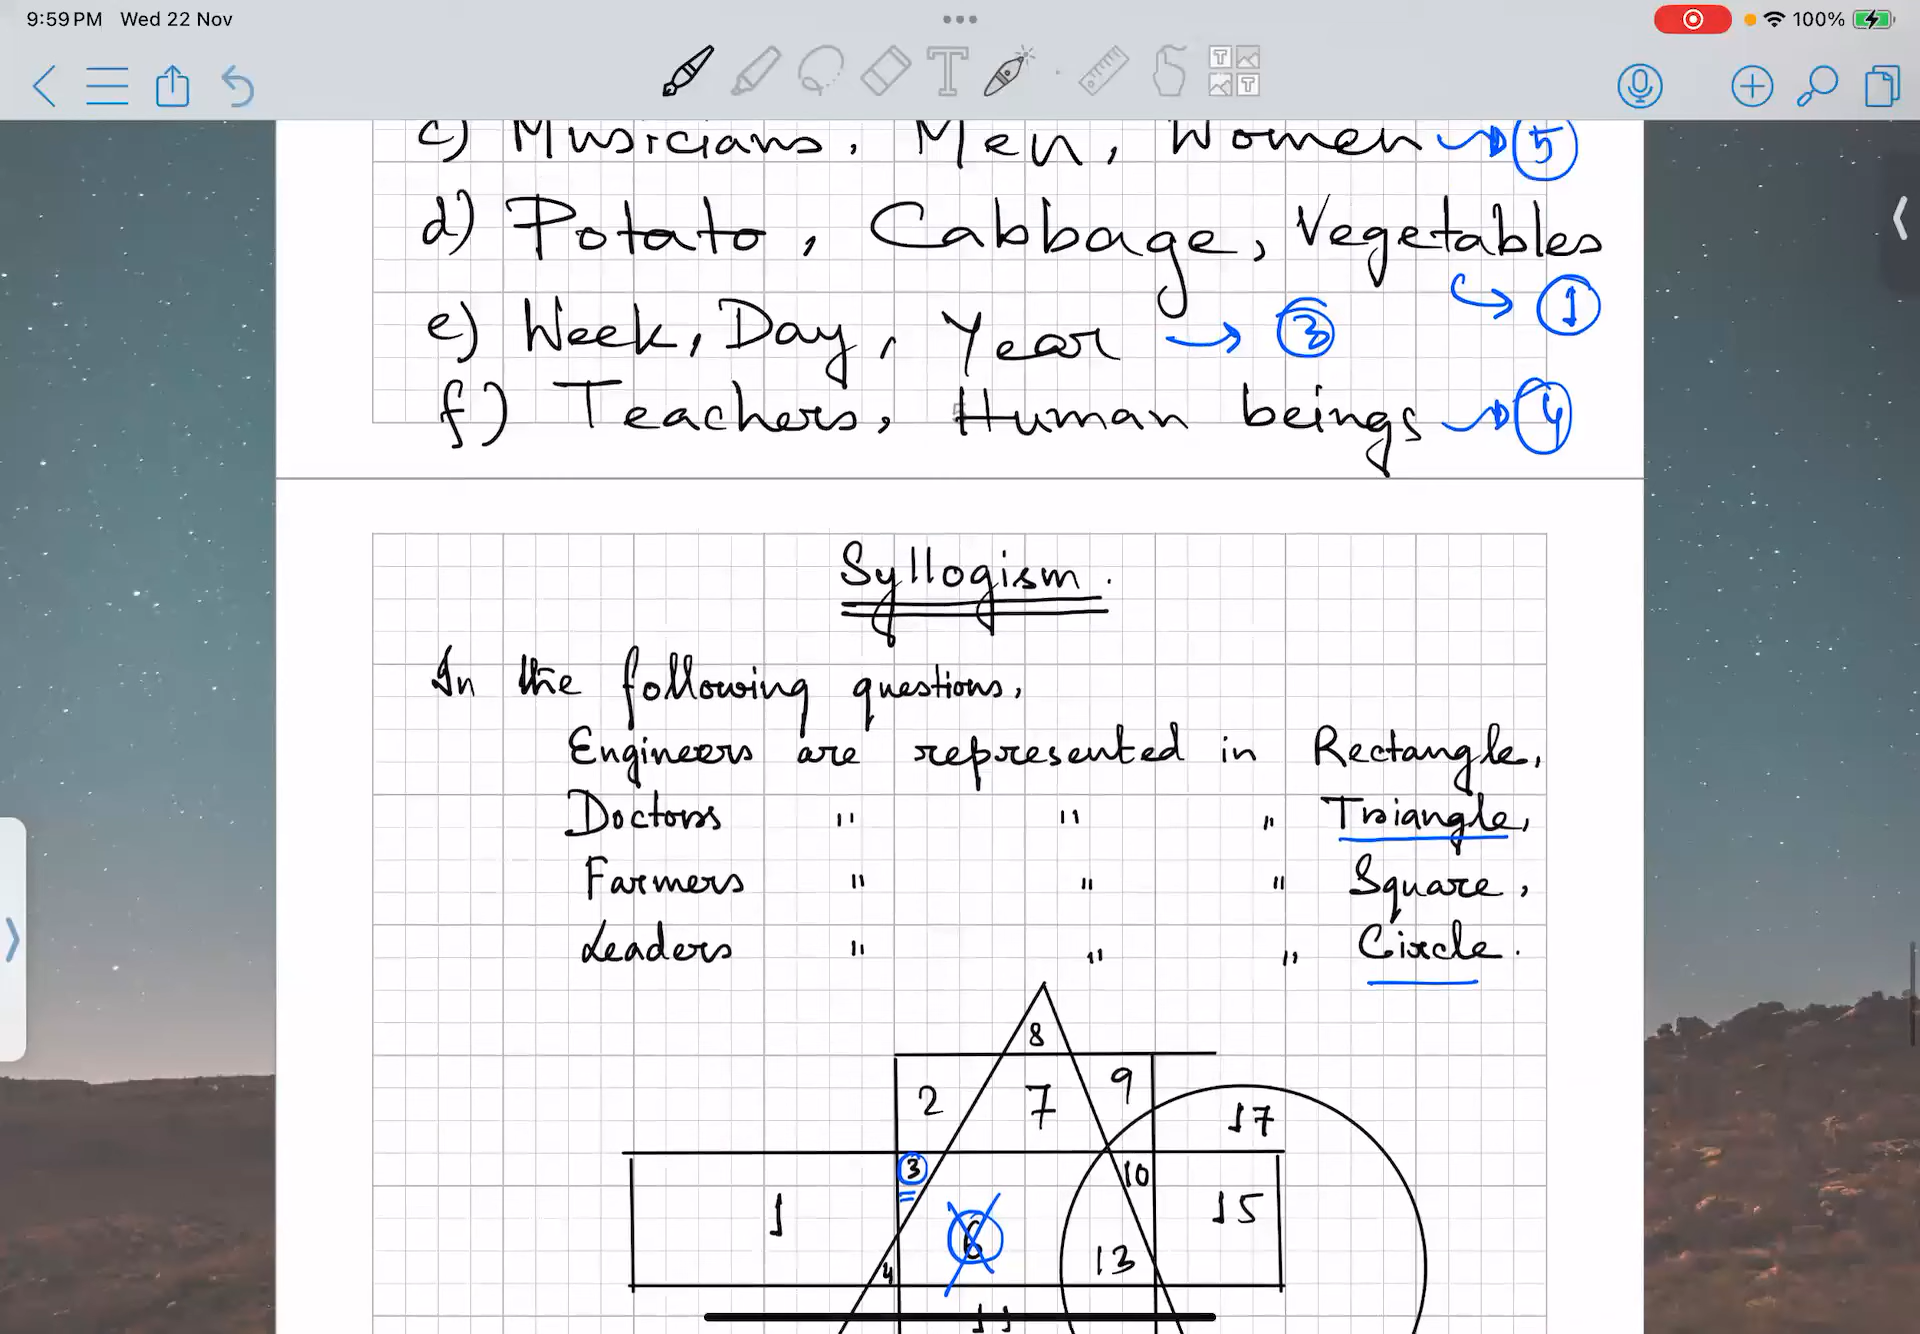 9:59 PM Wed 22 Nov
100%
c) Musicians, Men, Women → 5
d) Potato, Cabbage, Vegetables
→ 1
e) Week, Day, Year → 3
f) Teachers, Human beings → 4
Syllogism.
In the following questions,
Engineers are represented in Rectangle,
Doctors " " " Triangle,
Farmers " " " Square,
Leaders " " " Circle.
8
2 7 9
17
3 10
1 6 13 15
4
11